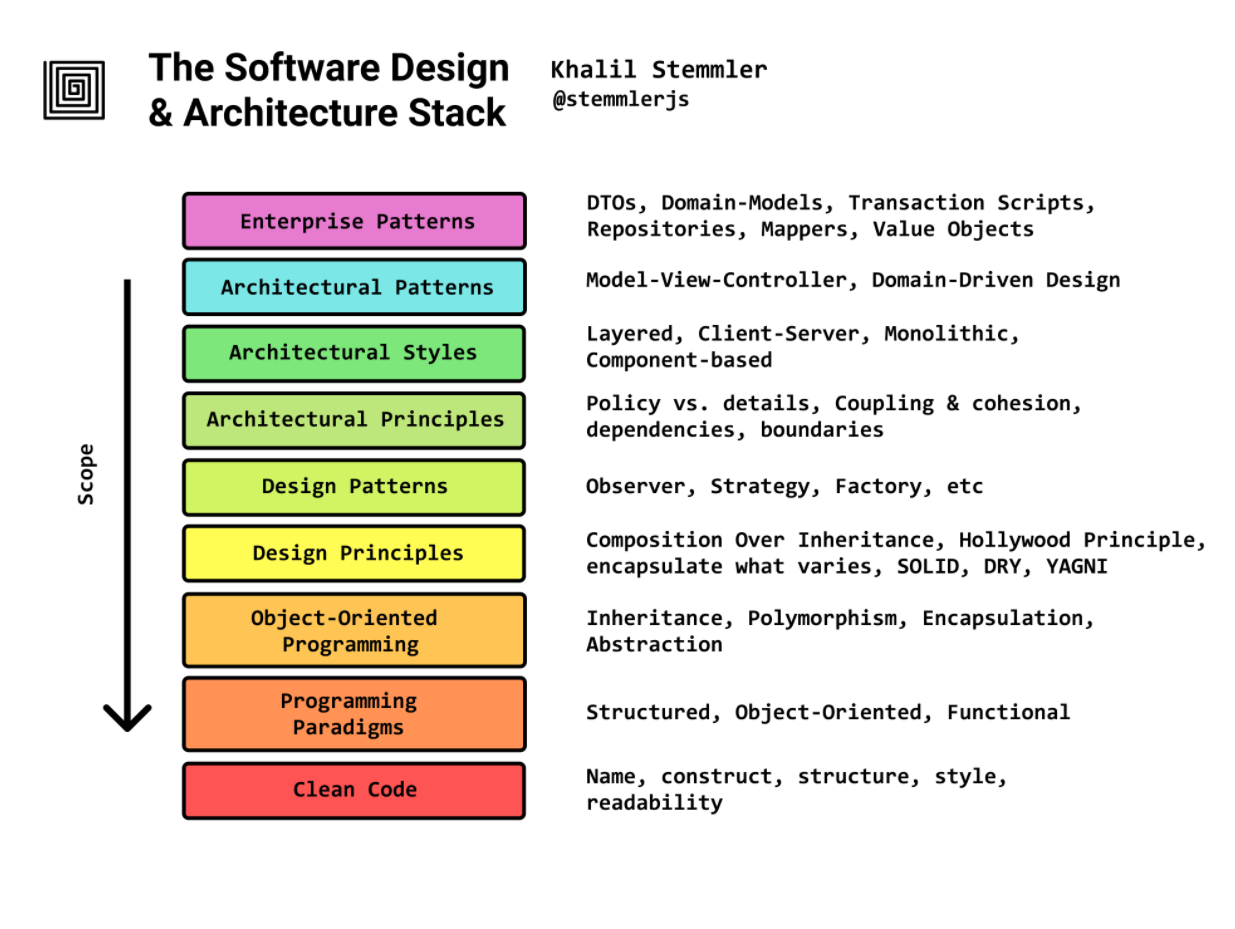 The Software Design
& Architecture Stack
Khalil Stemmler
@stemmlerjs
Enterprise Patterns
DTOs, Domain-Models, Transaction Scripts,
Repositories, Mappers, Value Objects
Architectural Patterns
Model-View-Controller, Domain-Driven Design
Architectural Styles
Layered, Client-Server, Monolithic,
Component-based
Architectural Principles
Policy vs. details, Coupling & cohesion,
dependencies, boundaries
Scope
Design Patterns
Observer, Strategy, Factory, etc
Design Principles
Composition Over Inheritance, Hollywood Principle,
encapsulate what varies, SOLID, DRY, YAGNI
Object-Oriented
Programming
Inheritance, Polymorphism, Encapsulation,
Abstraction
Programming
Paradigms
Structured, Object-Oriented, Functional
Clean Code
Name, construct, structure, style,
readability